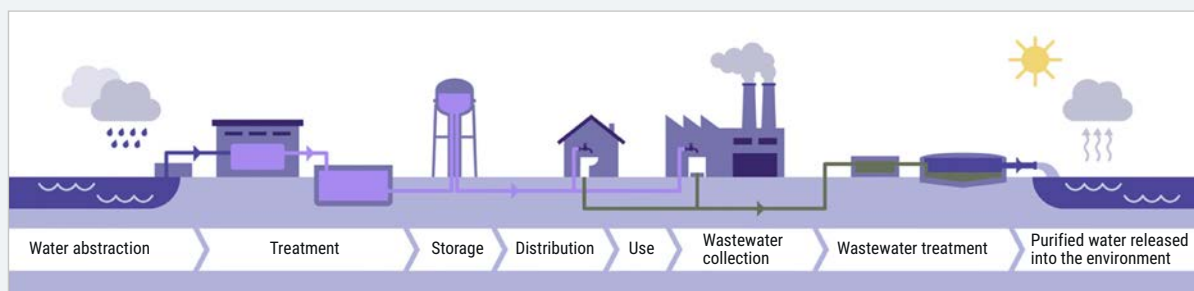 Water abstraction
Treatment
Storage
Distribution
Use
Wastewater
collection
Wastewater treatment
Purified water released
into the environment